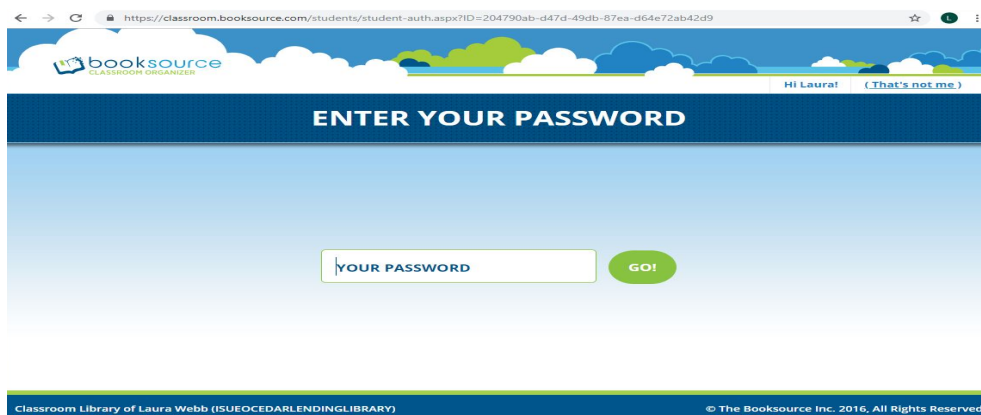 https://classroom.booksource.com/students/student-auth.aspx?ID=204790ab-d47d-49db-87ea-d64e72ab42d9
L
booksource
CLASSROOM ORGANIZER
Hi Laura! ( That's not me )
ENTER YOUR PASSWORD
YOUR PASSWORD GO!
Classroom Library of Laura Webb (ISUEOCEDARLENDINGLIBRARY) © The Booksource Inc. 2016, All Rights Reserved